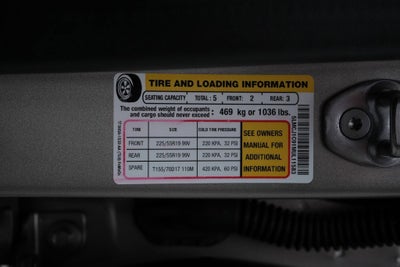 TIRE AND LOADING INFORMATION
SEATING CAPACITY TOTAL : 5 FRONT: 2 REAR: 3
The combined weight of occupants and cargo should never exceed : 469 kg or 1036 lbs.
TIRE SIZE COLD TIRE PRESSURE
FRONT 225/55R19 99V 220 KPA, 32 PSI
REAR 225/55R19 99V 220 KPA, 32 PSI
SPARE T155/70D17 110M 420 KPA, 60 PSI
SEE OWNERS
MANUAL FOR
ADDITIONAL
INFORMATION